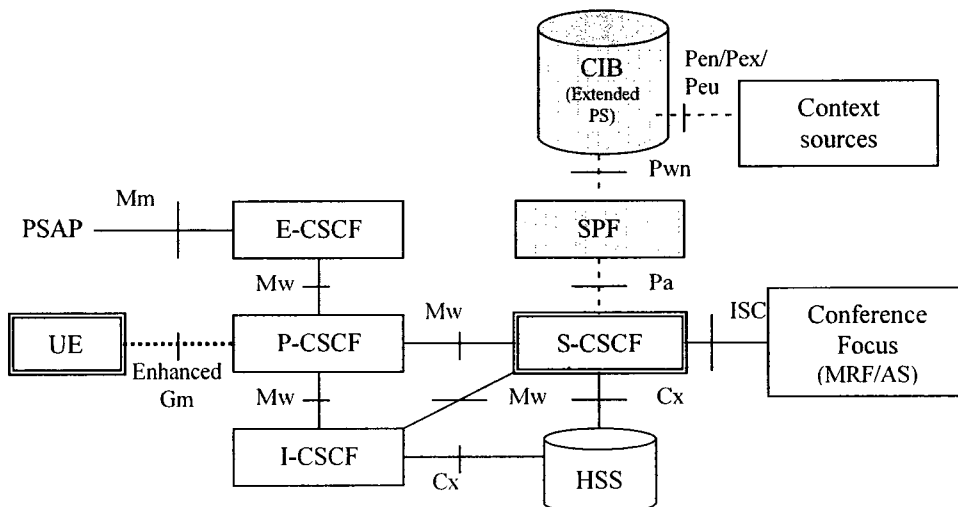 CIB
(Extended
PS)
Pen/Pex/
Peu
Context
sources
Pwn
Mm
PSAP
E-CSCF
SPF
Mw
Pa
Mw
ISC
UE
P-CSCF
S-CSCF
Conference
Focus
(MRF/AS)
Enhanced
Gm
Mw
Mw
Cx
I-CSCF
Cx
HSS